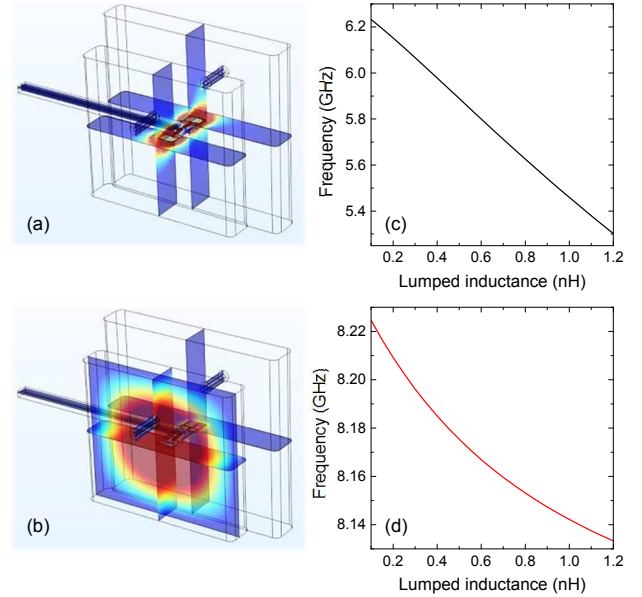 (a)
6.2
6.0
5.8
5.6
5.4
Frequency (GHz)
(c)
0.2 0.4 0.6 0.8 1.0 1.2
Lumped inductance (nH)
(b)
8.22
8.20
8.18
8.16
8.14
Frequency (GHz)
(d)
0.2 0.4 0.6 0.8 1.0 1.2
Lumped inductance (nH)